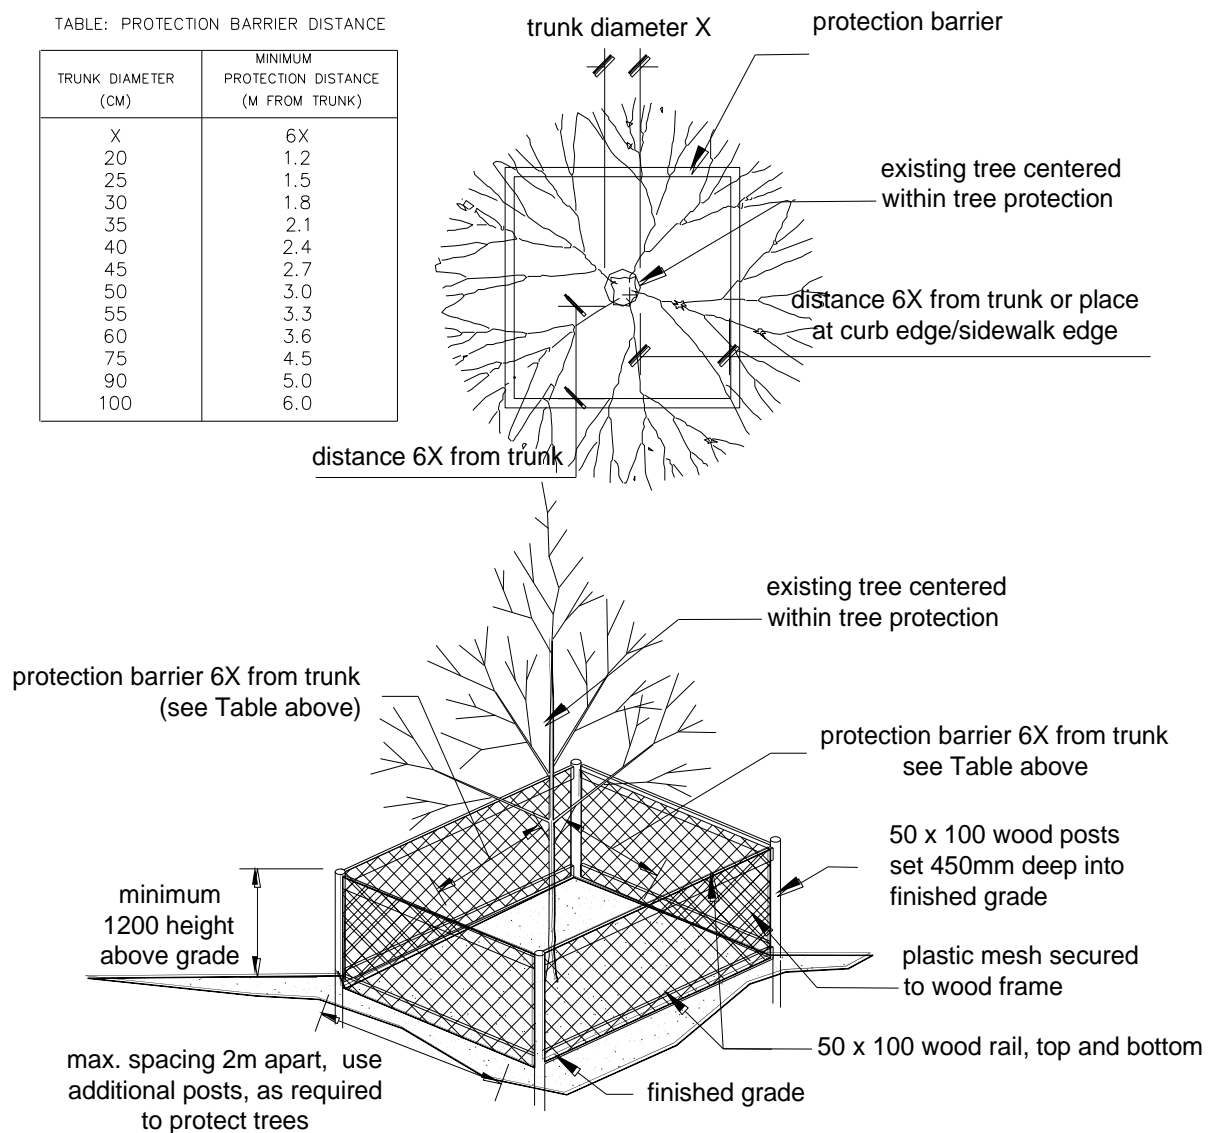 TABLE: PROTECTION BARRIER DISTANCE
TRUNK DIAMETER
(CM)
MINIMUM
PROTECTION DISTANCE
(M FROM TRUNK)
X 6X
20 1.2
25 1.5
30 1.8
35 2.1
40 2.4
45 2.7
50 3.0
55 3.3
60 3.6
75 4.5
90 5.0
100 6.0
trunk diameter X
protection barrier
existing tree centered
within tree protection
distance 6X from trunk or place
at curb edge/sidewalk edge
distance 6X from trunk
existing tree centered
within tree protection
protection barrier 6X from trunk
(see Table above)
protection barrier 6X from trunk
see Table above
50 x 100 wood posts
set 450mm deep into
finished grade
minimum
1200 height
above grade
plastic mesh secured
to wood frame
50 x 100 wood rail, top and bottom
max. spacing 2m apart, use
additional posts, as required
to protect trees
finished grade